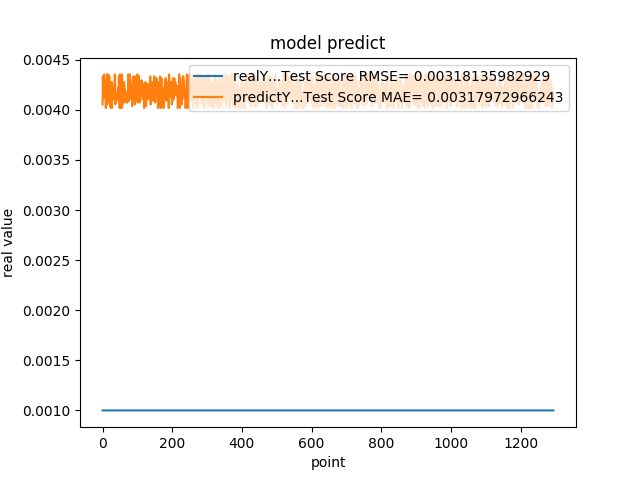 model predict
realY...Test Score RMSE= 0.00318135982929
predictY...Test Score MAE= 0.00317972966243
real value
0.0045
0.0040
0.0035
0.0030
0.0025
0.0020
0.0015
0.0010
0 200 400 600 800 1000 1200
point